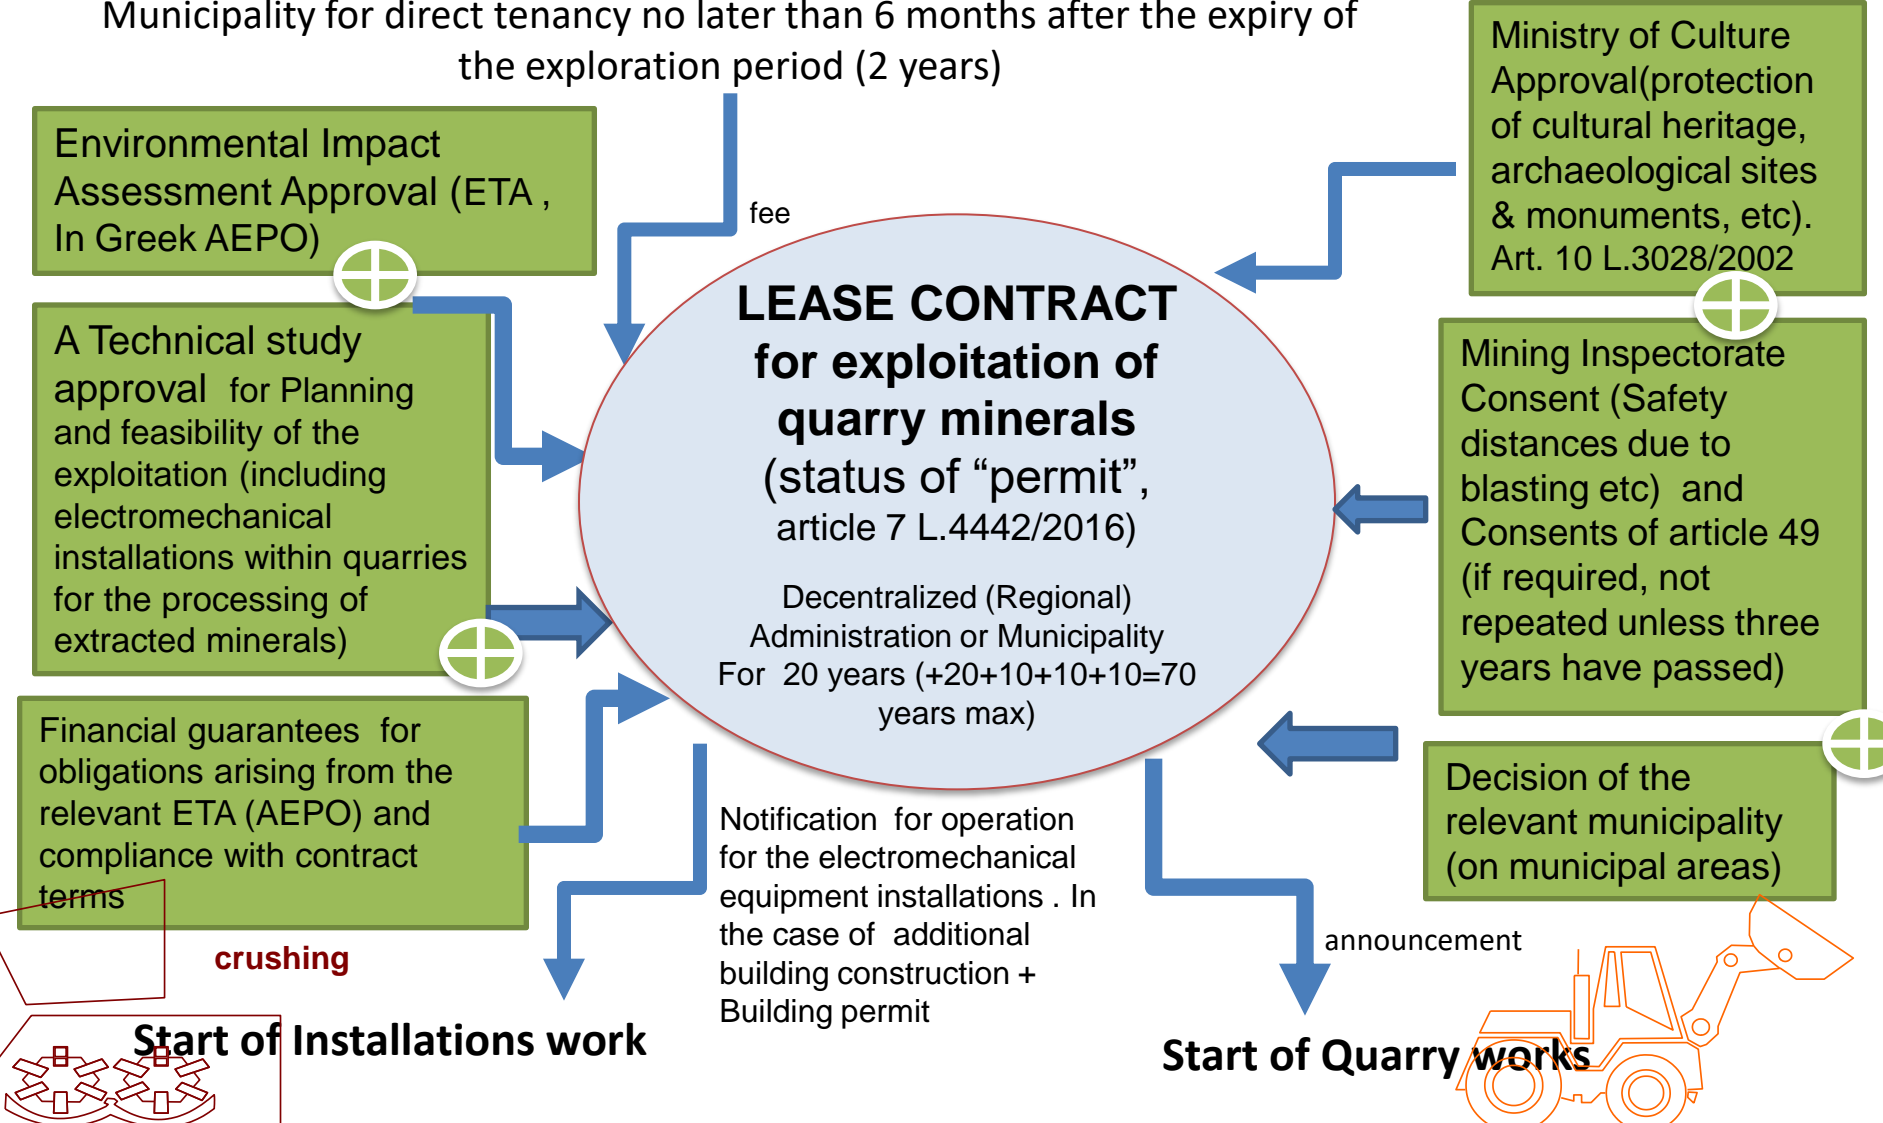 Municipality for direct tenancy no later than 6 months after the expiry of
the exploration period (2 years)
Environmental Impact
Assessment Approval (ETA ,
In Greek AEPO)
fee
Ministry of Culture
Approval(protection
of cultural heritage,
archaeological sites
& monuments, etc).
Art. 10 L.3028/2002
A Technical study
approval for Planning
and feasibility of the
exploitation (including
electromechanical
installations within quarries
for the processing of
extracted minerals)
LEASE CONTRACT
for exploitation of
quarry minerals
(status of “permit”,
article 7 L.4442/2016)
Decentralized (Regional)
Administration or Municipality
For 20 years (+20+10+10+10=70
years max)
Mining Inspectorate
Consent (Safety
distances due to
blasting etc) and
Consents of article 49
(if required, not
repeated unless three
years have passed)
Financial guarantees for
obligations arising from the
relevant ETA (AEPO) and
compliance with contract
terms
Decision of the
relevant municipality
(on municipal areas)
Notification for operation
for the electromechanical
equipment installations . In
the case of additional
building construction +
Building permit
crushing
announcement
Start of Installations work
Start of Quarry works